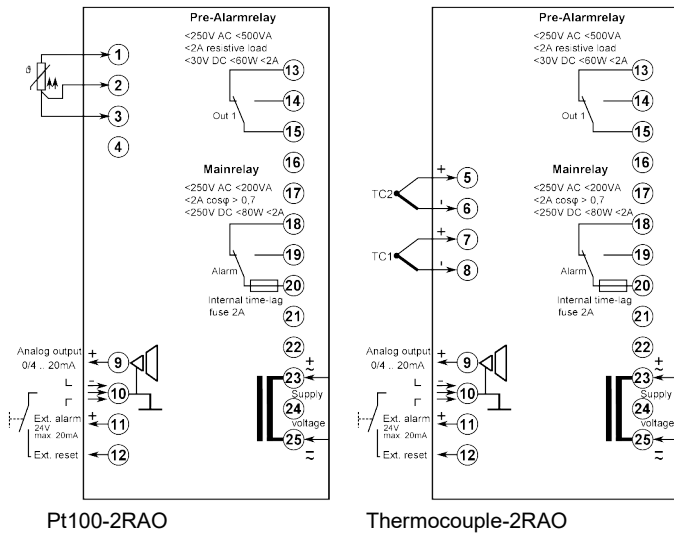 Pre-Alarmrelay
<250V AC <500VA
<2A resistive load
<30V DC <60W <2A
13
14
Out 1
15
16
Mainrelay
17
<250V AC <200VA
<2A cosφ > 0,7
<250V DC <80W <2A
18
19
Alarm
20
Internal time-lag
fuse 2A
21
22
+
~
23
Supply
24
voltage
25
ϑ
1
2
3
4
Analog output
0/4 .. 20mA
+
9
-
10
Ext. alarm
24V
max. 20mA
+
11
Ext. reset
12
Pt100-2RAO
Pre-Alarmrelay
<250V AC <500VA
<2A resistive load
<30V DC <60W <2A
13
14
Out 1
15
16
Mainrelay
17
<250V AC <200VA
<2A cosφ > 0,7
<250V DC <80W <2A
18
19
Alarm
20
Internal time-lag
fuse 2A
21
22
+
~
23
Supply
24
voltage
25
TC2
+
5
-
6
TC1
+
7
-
8
Analog output
0/4 .. 20mA
+
9
-
10
Ext. alarm
24V
max. 20mA
+
11
Ext. reset
12
Thermocouple-2RAO